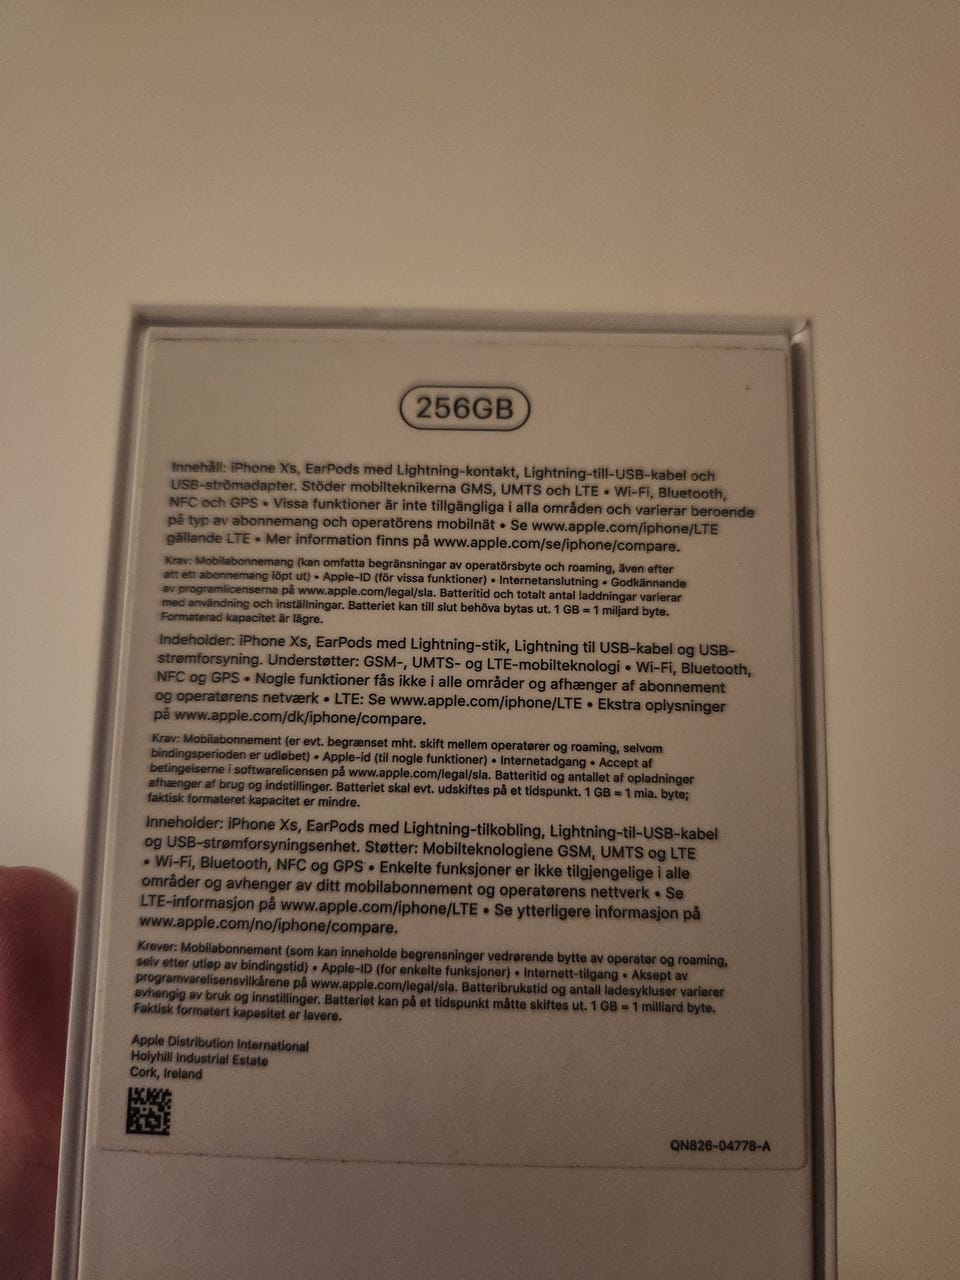 256GB
Innehåll: iPhone Xs, EarPods med Lightning-kontakt, Lightning-till-USB-kabel och
USB-strömadapter. Stöder mobilteknikerna GMS, UMTS och LTE • Wi-Fi, Bluetooth,
NFC och GPS • Vissa funktioner är inte tillgängliga i alla områden och varierar beroende
på typ av abonnemang och operatörens mobilnät • Se www.apple.com/iphone/LTE
gällande LTE • Mer information finns på www.apple.com/se/iphone/compare.
Krav: Mobilabonnemang (kan omfatta begränsningar av operatörsbyte och roaming, även efter
att ett abonnemang löpt ut) • Apple-ID (för vissa funktioner) • Internetanslutning • Godkännande
av programlicenserna på www.apple.com/legal/sla. Batteritid och totalt antal laddningar varierar
med användning och inställningar. Batteriet kan till slut behöva bytas ut. 1 GB = 1 miljard byte.
Formaterad kapacitet är lägre.
Indeholder: iPhone Xs, EarPods med Lightning-stik, Lightning til USB-kabel og USB-
strømforsyning. Understøtter: GSM-, UMTS- og LTE-mobilteknologi • Wi-Fi, Bluetooth,
NFC og GPS • Nogle funktioner fås ikke i alle områder og afhænger af abonnement
og operatørens netværk • LTE: Se www.apple.com/iphone/LTE • Ekstra oplysninger
på www.apple.com/dk/iphone/compare.
Krav: Mobilabonnement (er evt. begrænset mht. skift mellem operatører og roaming, selvom
bindingsperioden er udløbet) • Apple-id (til nogle funktioner) • Internetadgang • Accept af
betingelserne i softwarelicensen på www.apple.com/legal/sla. Batteritid og antallet af opladninger
afhænger af brug og indstillinger. Batteriet skal evt. udskiftes på et tidspunkt. 1 GB = 1 mia. byte;
faktisk formateret kapacitet er mindre.
Inneholder: iPhone Xs, EarPods med Lightning-tilkobling, Lightning-til-USB-kabel
og USB-strømforsyningsenhet. Støtter: Mobilteknologiene GSM, UMTS og LTE
• Wi-Fi, Bluetooth, NFC og GPS • Enkelte funksjoner er ikke tilgjengelige i alle
områder og avhenger av ditt mobilabonnement og operatørens nettverk • Se
LTE-informasjon på www.apple.com/iphone/LTE • Se ytterligere informasjon på
www.apple.com/no/iphone/compare.
Krever: Mobilabonnement (som kan inneholde begrensninger vedrørende bytte av operatør og roaming,
selv etter utløp av bindingstid) • Apple-ID (for enkelte funksjoner) • Internett-tilgang • Aksept av
programvarelisensvilkårene på www.apple.com/legal/sla. Batteribrukstid og antall ladesykluser varierer
avhengig av bruk og innstillinger. Batteriet kan på et tidspunkt måtte skiftes ut. 1 GB = 1 milliard byte.
Faktisk formatert kapasitet er lavere.
Apple Distribution International
Holyhill Industrial Estate
Cork, Ireland
QN826-04778-A